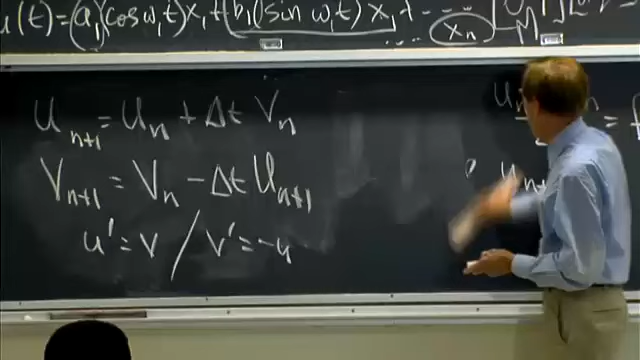 u(t) = (a₁)(cos ω₁t)x₁ + (b₁)(sin ω₁t)x₁ + ..... xₙ
Uₙ₊₁ = Uₙ + Δt Vₙ
Vₙ₊₁ = Vₙ - Δt Uₙ₊₁
u' = v / v' = -u